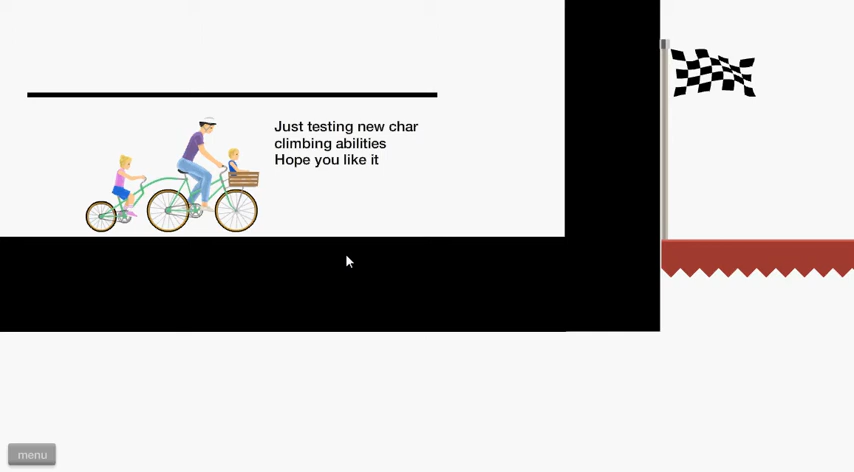 Just testing new char
climbing abilities
Hope you like it
menu